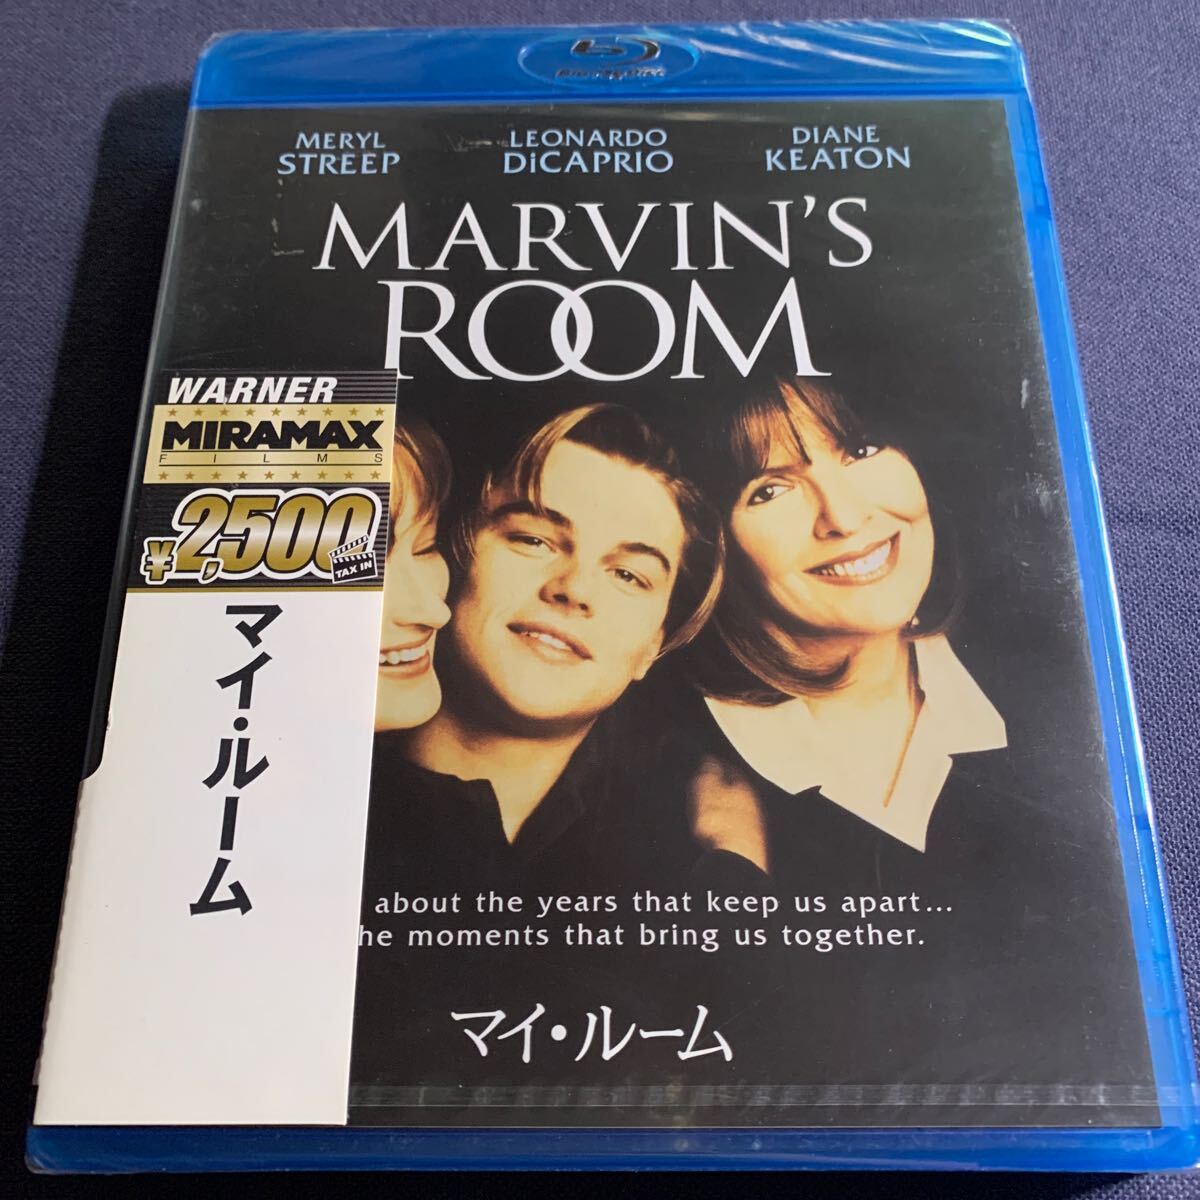 Blu-ray Disc
MERYL
STREEP
LEONARDO
DiCAPRIO
DIANE
KEATON
MARVIN'S
ROOM
WARNER
MIRAMAX
FILMS
¥2,500
TAX IN
マイ・ルーム
about the years that keep us apart...
he moments that bring us together.
マイ・ルーム